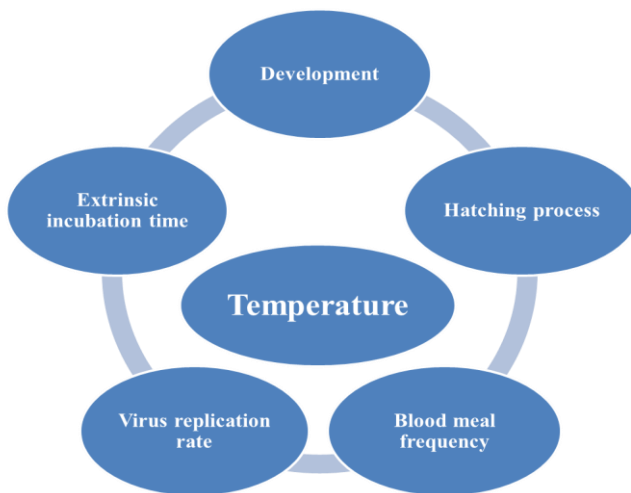 Development
Extrinsic
incubation time
Hatching process
Temperature
Virus replication
rate
Blood meal
frequency